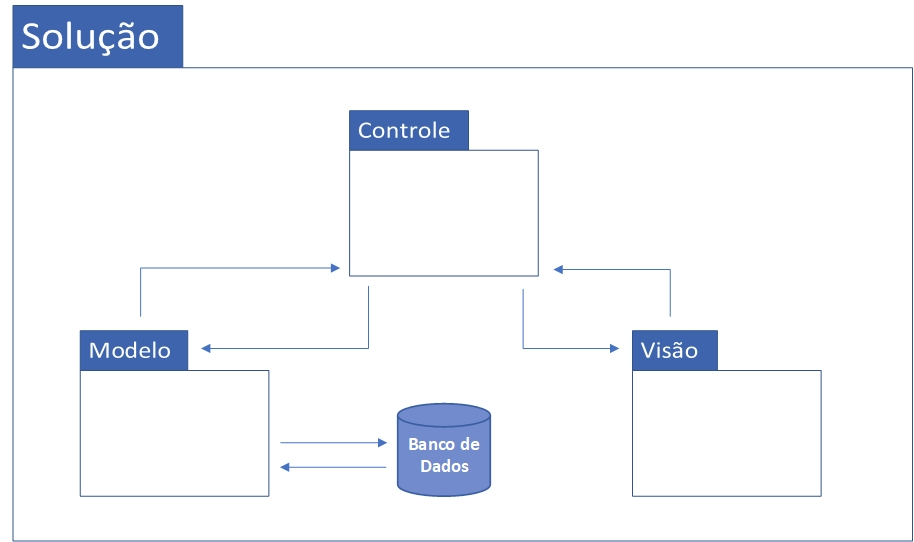 Solução
Controle
Modelo
Visão
Banco de
Dados